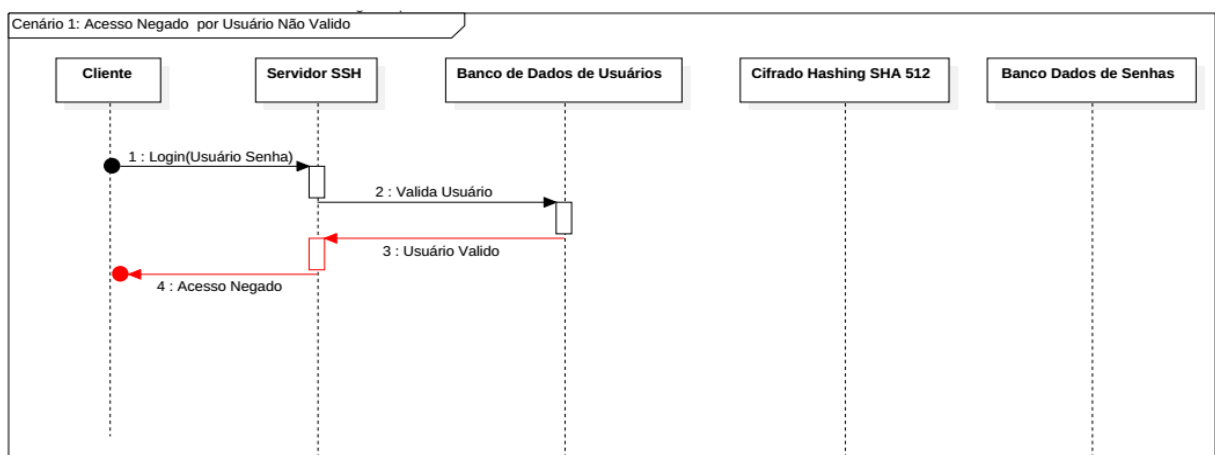 Cenário 1: Acesso Negado por Usuário Não Valido
Cliente
Servidor SSH
Banco de Dados de Usuários
Cifrado Hashing SHA 512
Banco Dados de Senhas
1 : Login(Usuário Senha)
2 : Valida Usuário
3 : Usuário Valido
4 : Acesso Negado